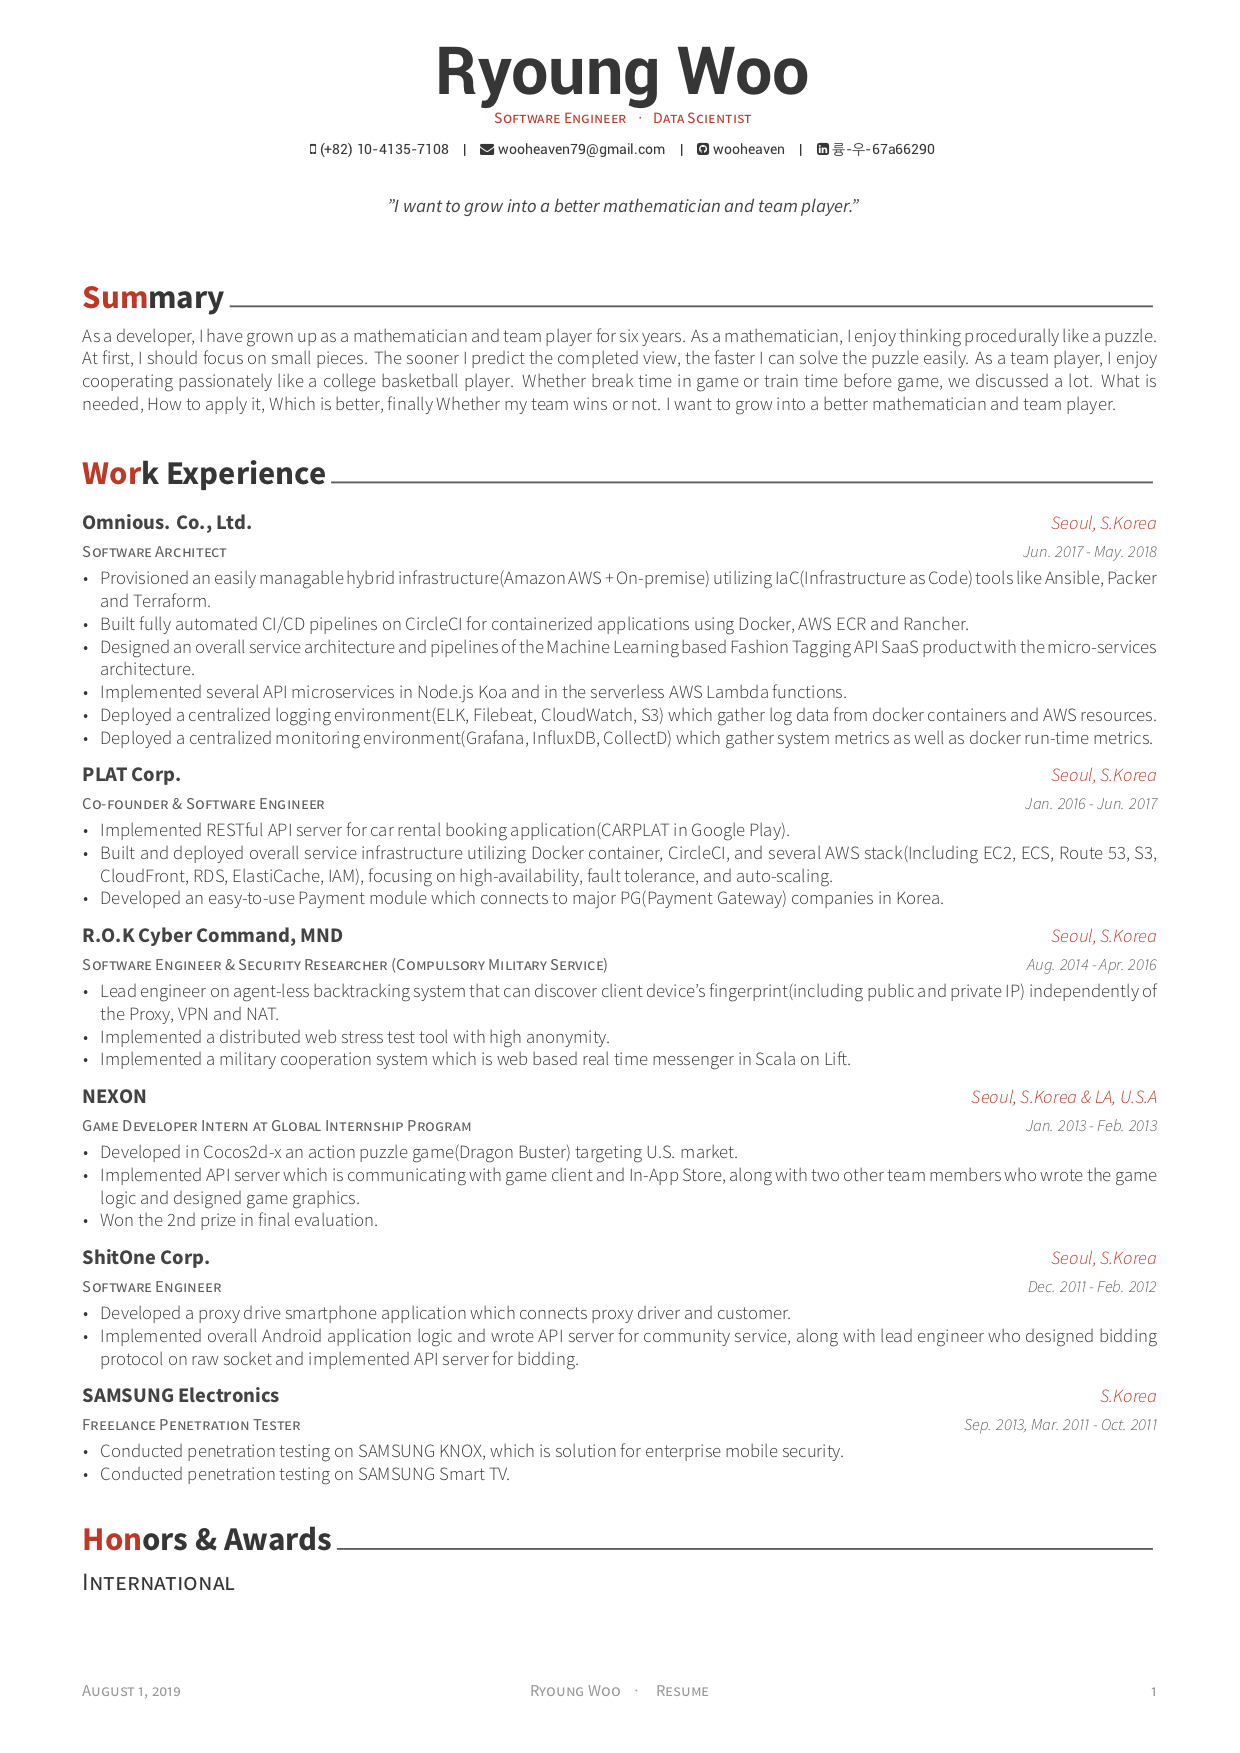 Ryoung Woo
Software Engineer · Data Scientist
(+82) 10-4135-7108 | wooheaven79@gmail.com | wooheaven | 륭-우-67a66290
”I want to grow into a better mathematician and team player.”
Summary
As a developer, I have grown up as a mathematician and team player for six years. As a mathematician, I enjoy thinking procedurally like a puzzle.
At first, I should focus on small pieces. The sooner I predict the completed view, the faster I can solve the puzzle easily. As a team player, I enjoy
cooperating passionately like a college basketball player. Whether break time in game or train time before game, we discussed a lot. What is
needed, How to apply it, Which is better, finally Whether my team wins or not. I want to grow into a better mathematician and team player.
Work Experience
Omnious. Co., Ltd. Seoul, S.Korea
Software Architect Jun. 2017 - May. 2018
• Provisioned an easily managable hybrid infrastructure(Amazon AWS + On-premise) utilizing IaC(Infrastructure as Code) tools like Ansible, Packer
and Terraform.
• Built fully automated CI/CD pipelines on CircleCI for containerized applications using Docker, AWS ECR and Rancher.
• Designed an overall service architecture and pipelines of the Machine Learning based Fashion Tagging API SaaS product with the micro-services
architecture.
• Implemented several API microservices in Node.js Koa and in the serverless AWS Lambda functions.
• Deployed a centralized logging environment(ELK, Filebeat, CloudWatch, S3) which gather log data from docker containers and AWS resources.
• Deployed a centralized monitoring environment(Grafana, InfluxDB, CollectD) which gather system metrics as well as docker run-time metrics.
PLAT Corp. Seoul, S.Korea
Co-founder & Software Engineer Jan. 2016 - Jun. 2017
• Implemented RESTful API server for car rental booking application(CARPLAT in Google Play).
• Built and deployed overall service infrastructure utilizing Docker container, CircleCI, and several AWS stack(Including EC2, ECS, Route 53, S3,
CloudFront, RDS, ElastiCache, IAM), focusing on high-availability, fault tolerance, and auto-scaling.
• Developed an easy-to-use Payment module which connects to major PG(Payment Gateway) companies in Korea.
R.O.K Cyber Command, MND Seoul, S.Korea
Software Engineer & Security Researcher (Compulsory Military Service) Aug. 2014 - Apr. 2016
• Lead engineer on agent-less backtracking system that can discover client device’s fingerprint(including public and private IP) independently of
the Proxy, VPN and NAT.
• Implemented a distributed web stress test tool with high anonymity.
• Implemented a military cooperation system which is web based real time messenger in Scala on Lift.
NEXON Seoul, S.Korea & LA, U.S.A
Game Developer Intern at Global Internship Program Jan. 2013 - Feb. 2013
• Developed in Cocos2d-x an action puzzle game(Dragon Buster) targeting U.S. market.
• Implemented API server which is communicating with game client and In-App Store, along with two other team members who wrote the game
logic and designed game graphics.
• Won the 2nd prize in final evaluation.
ShitOne Corp. Seoul, S.Korea
Software Engineer Dec. 2011 - Feb. 2012
• Developed a proxy drive smartphone application which connects proxy driver and customer.
• Implemented overall Android application logic and wrote API server for community service, along with lead engineer who designed bidding
protocol on raw socket and implemented API server for bidding.
SAMSUNG Electronics S.Korea
Freelance Penetration Tester Sep. 2013, Mar. 2011 - Oct. 2011
• Conducted penetration testing on SAMSUNG KNOX, which is solution for enterprise mobile security.
• Conducted penetration testing on SAMSUNG Smart TV.
Honors & Awards
International
August 1, 2019 Ryoung Woo · Resume 1